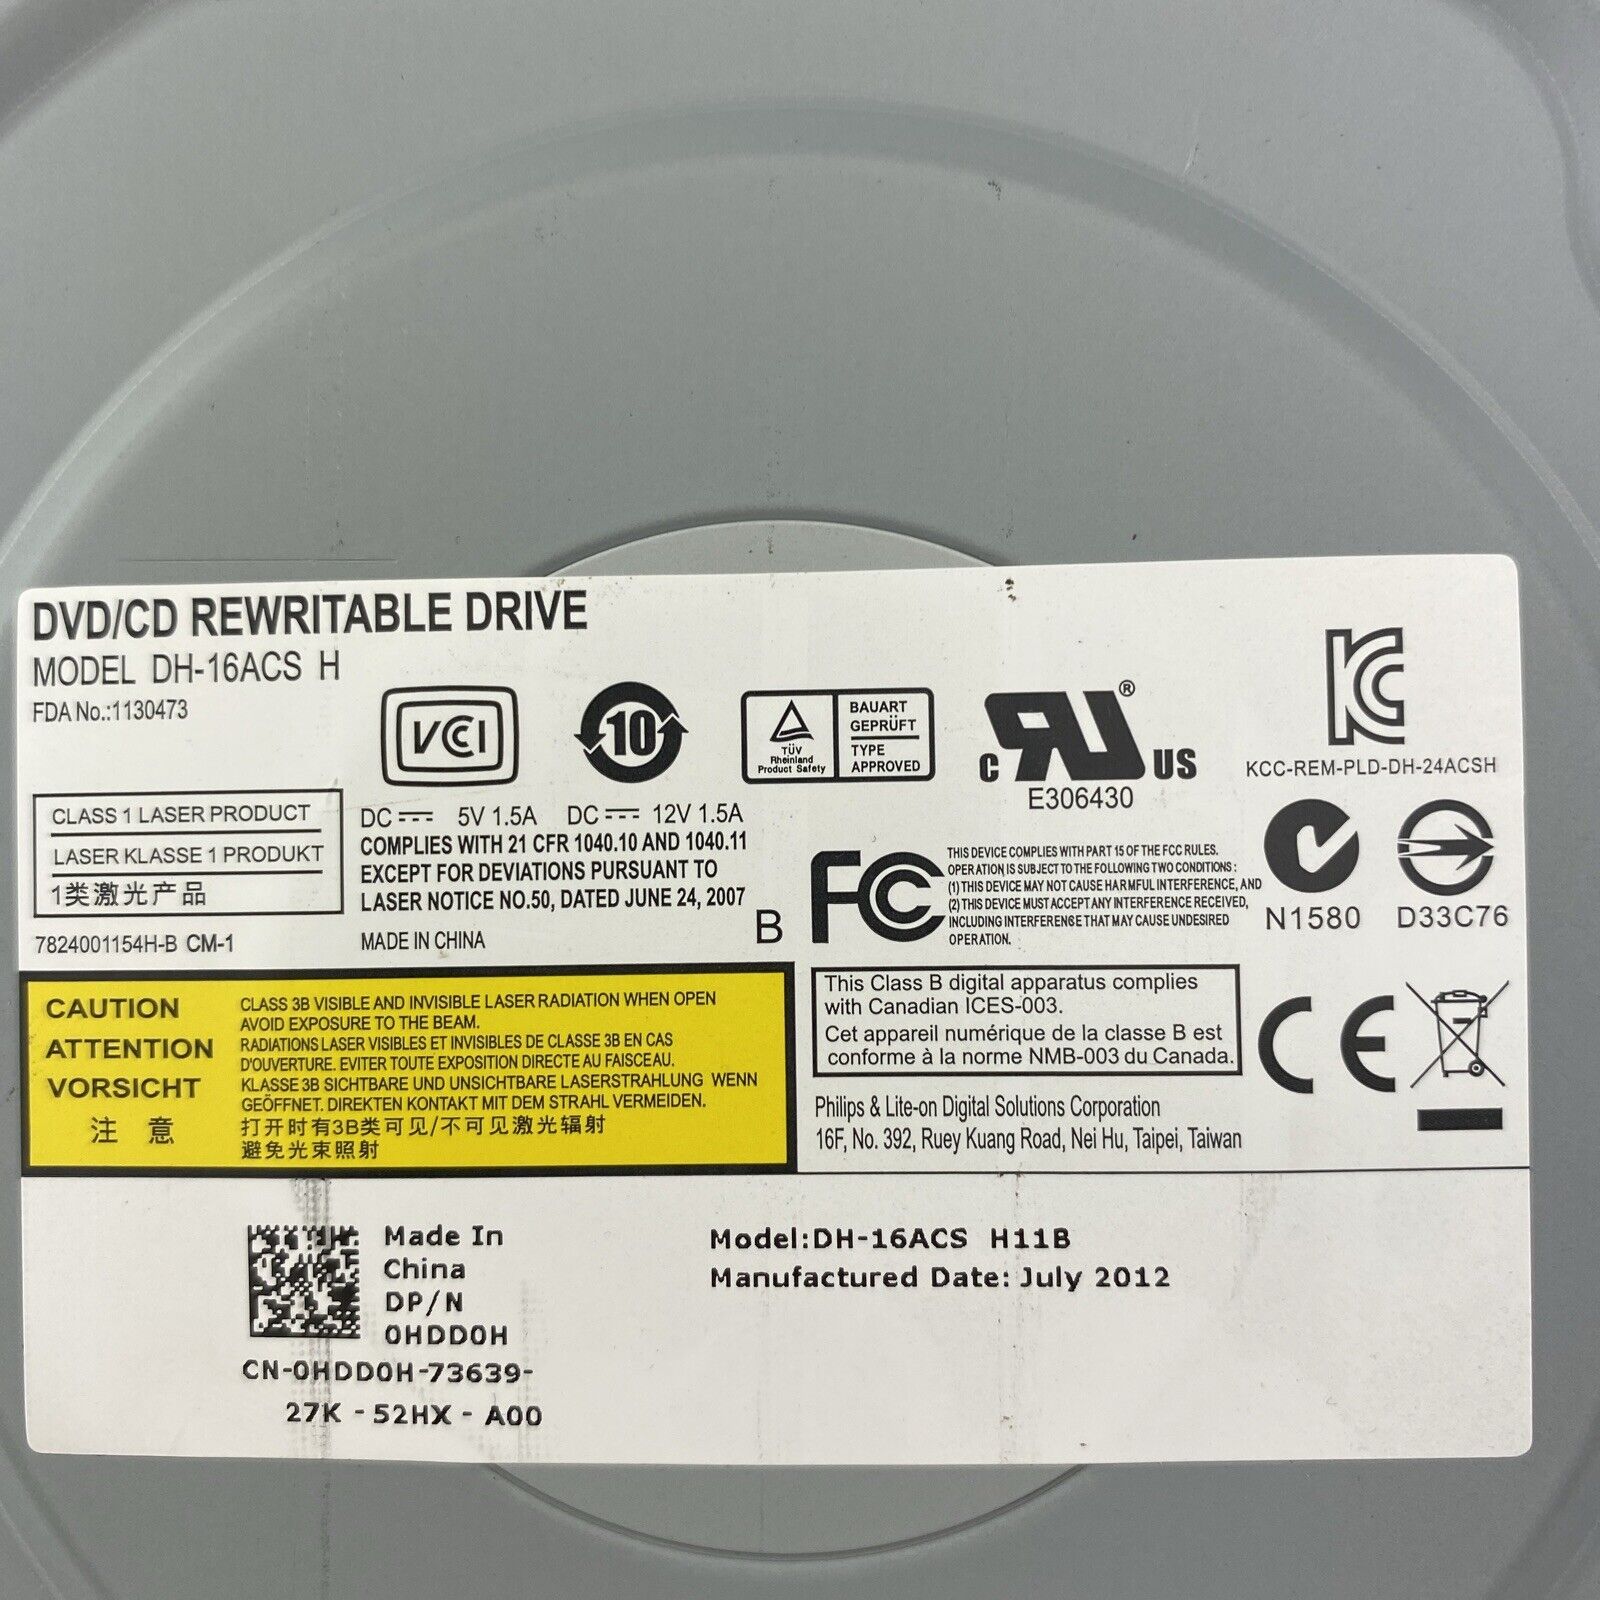 DVD/CD REWRITABLE DRIVE
MODEL DH-16ACS H
FDA No.:1130473
VCCI
10
TÜV
Rheinland
Product Safety
BAUART
GEPRÜFT
TYPE
APPROVED
c RU ® US
E306430
KC
KCC-REM-PLD-DH-24ACSH
CLASS 1 LASER PRODUCT
LASER KLASSE 1 PRODUKT
1类激光产品
7824001154H-B CM-1
DC 5V 1.5A DC 12V 1.5A
COMPLIES WITH 21 CFR 1040.10 AND 1040.11
EXCEPT FOR DEVIATIONS PURSUANT TO
LASER NOTICE NO.50, DATED JUNE 24, 2007
MADE IN CHINA
B
FC
THIS DEVICE COMPLIES WITH PART 15 OF THE FCC RULES.
OPERATION IS SUBJECT TO THE FOLLOWING TWO CONDITIONS :
(1) THIS DEVICE MAY NOT CAUSE HARMFUL INTERFERENCE, AND
(2) THIS DEVICE MUST ACCEPT ANY INTERFERENCE RECEIVED,
INCLUDING INTERFERENCE THAT MAY CAUSE UNDESIRED
OPERATION.
N1580
D33C76
CAUTION
ATTENTION
VORSICHT
注 意
CLASS 3B VISIBLE AND INVISIBLE LASER RADIATION WHEN OPEN
AVOID EXPOSURE TO THE BEAM.
RADIATIONS LASER VISIBLES ET INVISIBLES DE CLASSE 3B EN CAS
D'OUVERTURE. EVITER TOUTE EXPOSITION DIRECTE AU FAISCEAU.
KLASSE 3B SICHTBARE UND UNSICHTBARE LASERSTRAHLUNG WENN
GEÖFFNET. DIREKTEN KONTAKT MIT DEM STRAHL VERMEIDEN.
打开时有3B类可见/不可见激光辐射
避免光束照射
This Class B digital apparatus complies
with Canadian ICES-003.
Cet appareil numérique de la classe B est
conforme à la norme NMB-003 du Canada.
CE
Philips & Lite-on Digital Solutions Corporation
16F, No. 392, Ruey Kuang Road, Nei Hu, Taipei, Taiwan
Made In
China
DP/N
0HDD0H
CN-0HDD0H-73639-
27K - 52HX - A00
Model:DH-16ACS H11B
Manufactured Date: July 2012